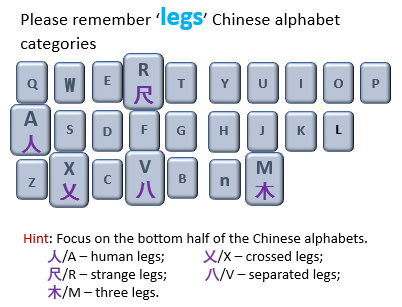 Please remember ‘legs’ Chinese alphabet
categories
Q W E R T Y U I O P
尺
A S D F G H J K L
人
Z X C V B n M
乂 八 木
Hint: Focus on the bottom half of the Chinese alphabets.
人/A – human legs; 乂/X – crossed legs;
尺/R – strange legs; 八/V – separated legs;
木/M – three legs.